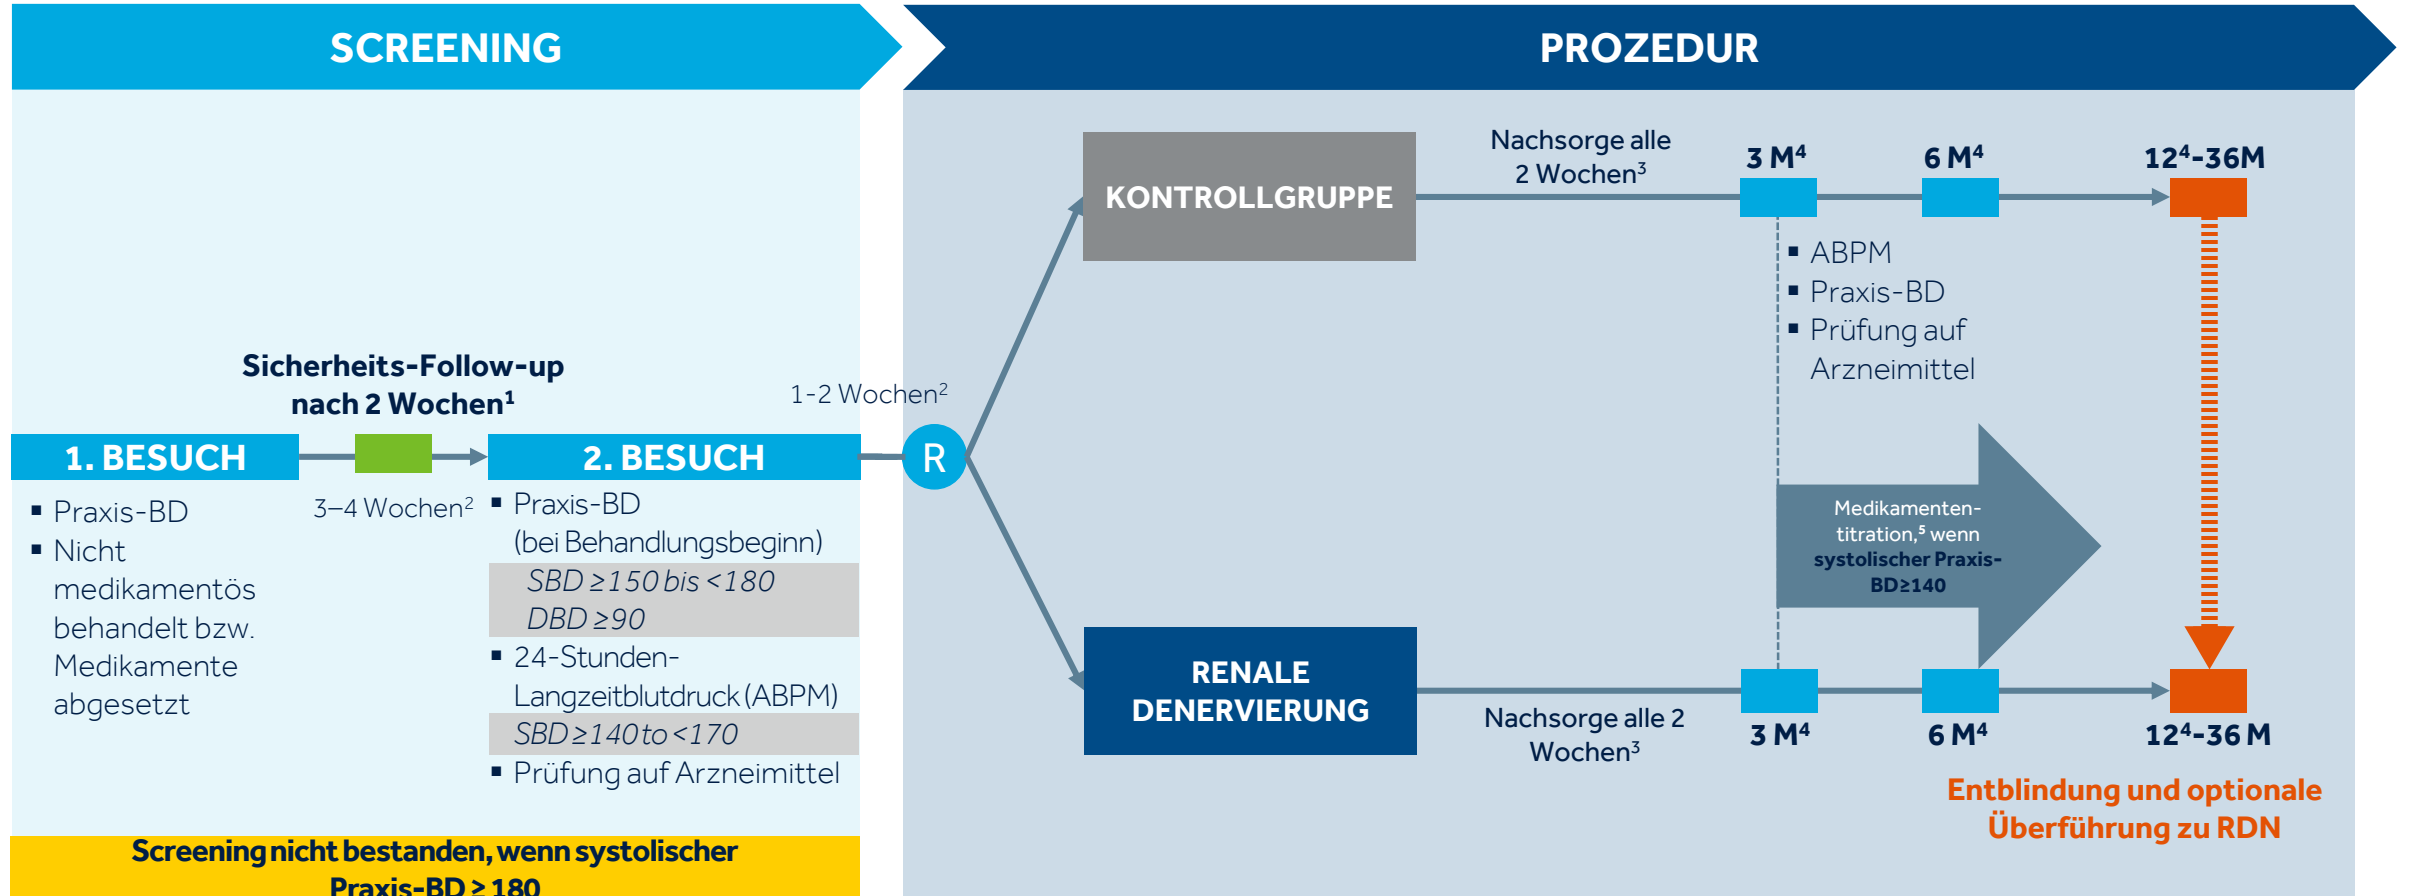 SCREENING
PROZEDUR
Sicherheits-Follow-up
nach 2 Wochen¹
1. BESUCH
3–4 Wochen²
2. BESUCH
1-2 Wochen²
R
▪ Praxis-BD
▪ Nicht
medikamentös
behandelt bzw.
Medikamente
abgesetzt
▪ Praxis-BD
(bei Behandlungsbeginn)
SBD ≥150 bis <180
DBD ≥90
▪ 24-Stunden-
Langzeitblutdruck (ABPM)
SBD ≥140 to <170
▪ Prüfung auf Arzneimittel
Screening nicht bestanden, wenn systolischer
Praxis-BD ≥ 180
KONTROLLGRUPPE
Nachsorge alle
2 Wochen³
3 M⁴
6 M⁴
12⁴-36M
▪ ABPM
▪ Praxis-BD
▪ Prüfung auf
Arzneimittel
Medikamenten-
titration,⁵ wenn
systolischer Praxis-
BD≥140
RENALE
DENERVIERUNG
Nachsorge alle 2
Wochen³
3 M⁴
6 M⁴
12⁴-36 M
Entblindung und optionale
Überführung zu RDN